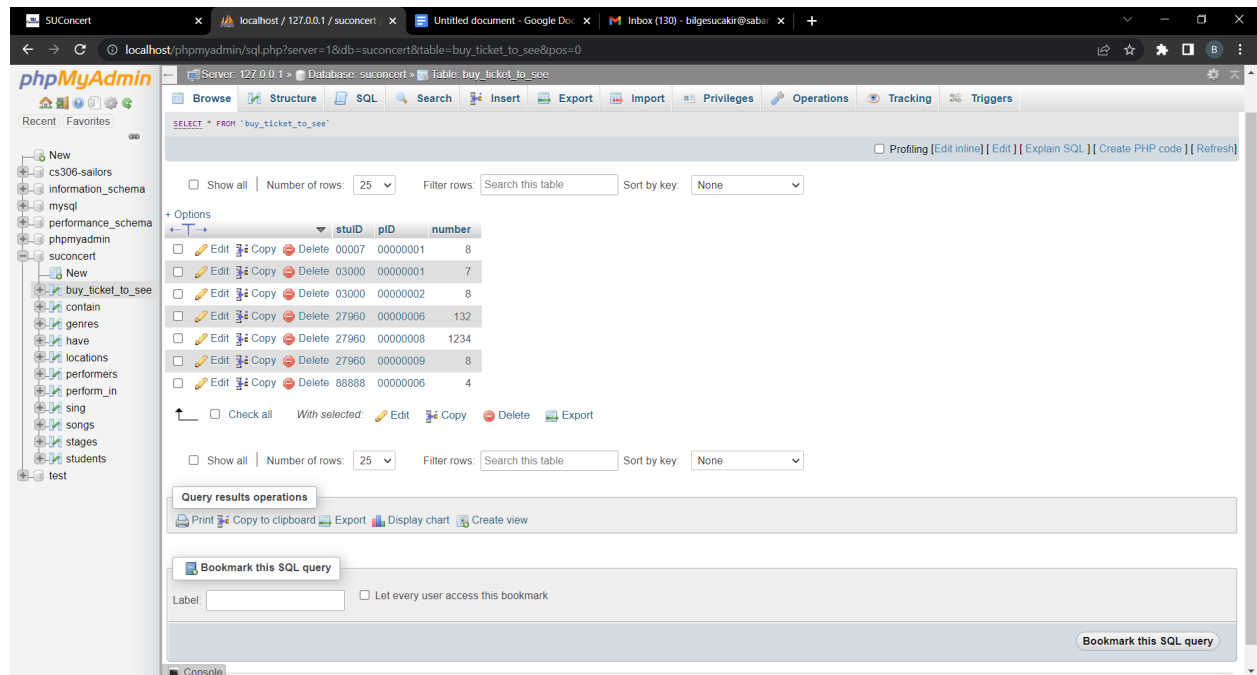 SUConcert
localhost / 127.0.0.1 / suconcert /
Untitled document - Google Doc
Inbox (130) - bilgesucakir@saban
localhost/phpmyadmin/sql.php?server=1&db=suconcert&table=buy_ticket_to_see&pos=0
B
phpMyAdmin
Recent Favorites
New
cs306-sailors
information_schema
mysql
performance_schema
phpmyadmin
suconcert
New
buy_ticket_to_see
contain
genres
have
locations
performers
perform_in
sing
songs
stages
students
test
Server: 127.0.0.1 » Database: suconcert » Table: buy_ticket_to_see
Browse Structure SQL Search Insert Export Import Privileges Operations Tracking Triggers
SELECT * FROM `buy_ticket_to_see`
Profiling [Edit inline] [ Edit ] [ Explain SQL ] [ Create PHP code ] [ Refresh]
Show all Number of rows: 25 Filter rows: Search this table Sort by key: None
+ Options
←T→ stuID pID number
Edit Copy Delete 00007 00000001 8
Edit Copy Delete 03000 00000001 7
Edit Copy Delete 03000 00000002 8
Edit Copy Delete 27960 00000006 132
Edit Copy Delete 27960 00000008 1234
Edit Copy Delete 27960 00000009 8
Edit Copy Delete 88888 00000006 4
Check all With selected: Edit Copy Delete Export
Show all Number of rows: 25 Filter rows: Search this table Sort by key: None
Query results operations
Print Copy to clipboard Export Display chart Create view
Bookmark this SQL query
Label: Let every user access this bookmark
Bookmark this SQL query
Console